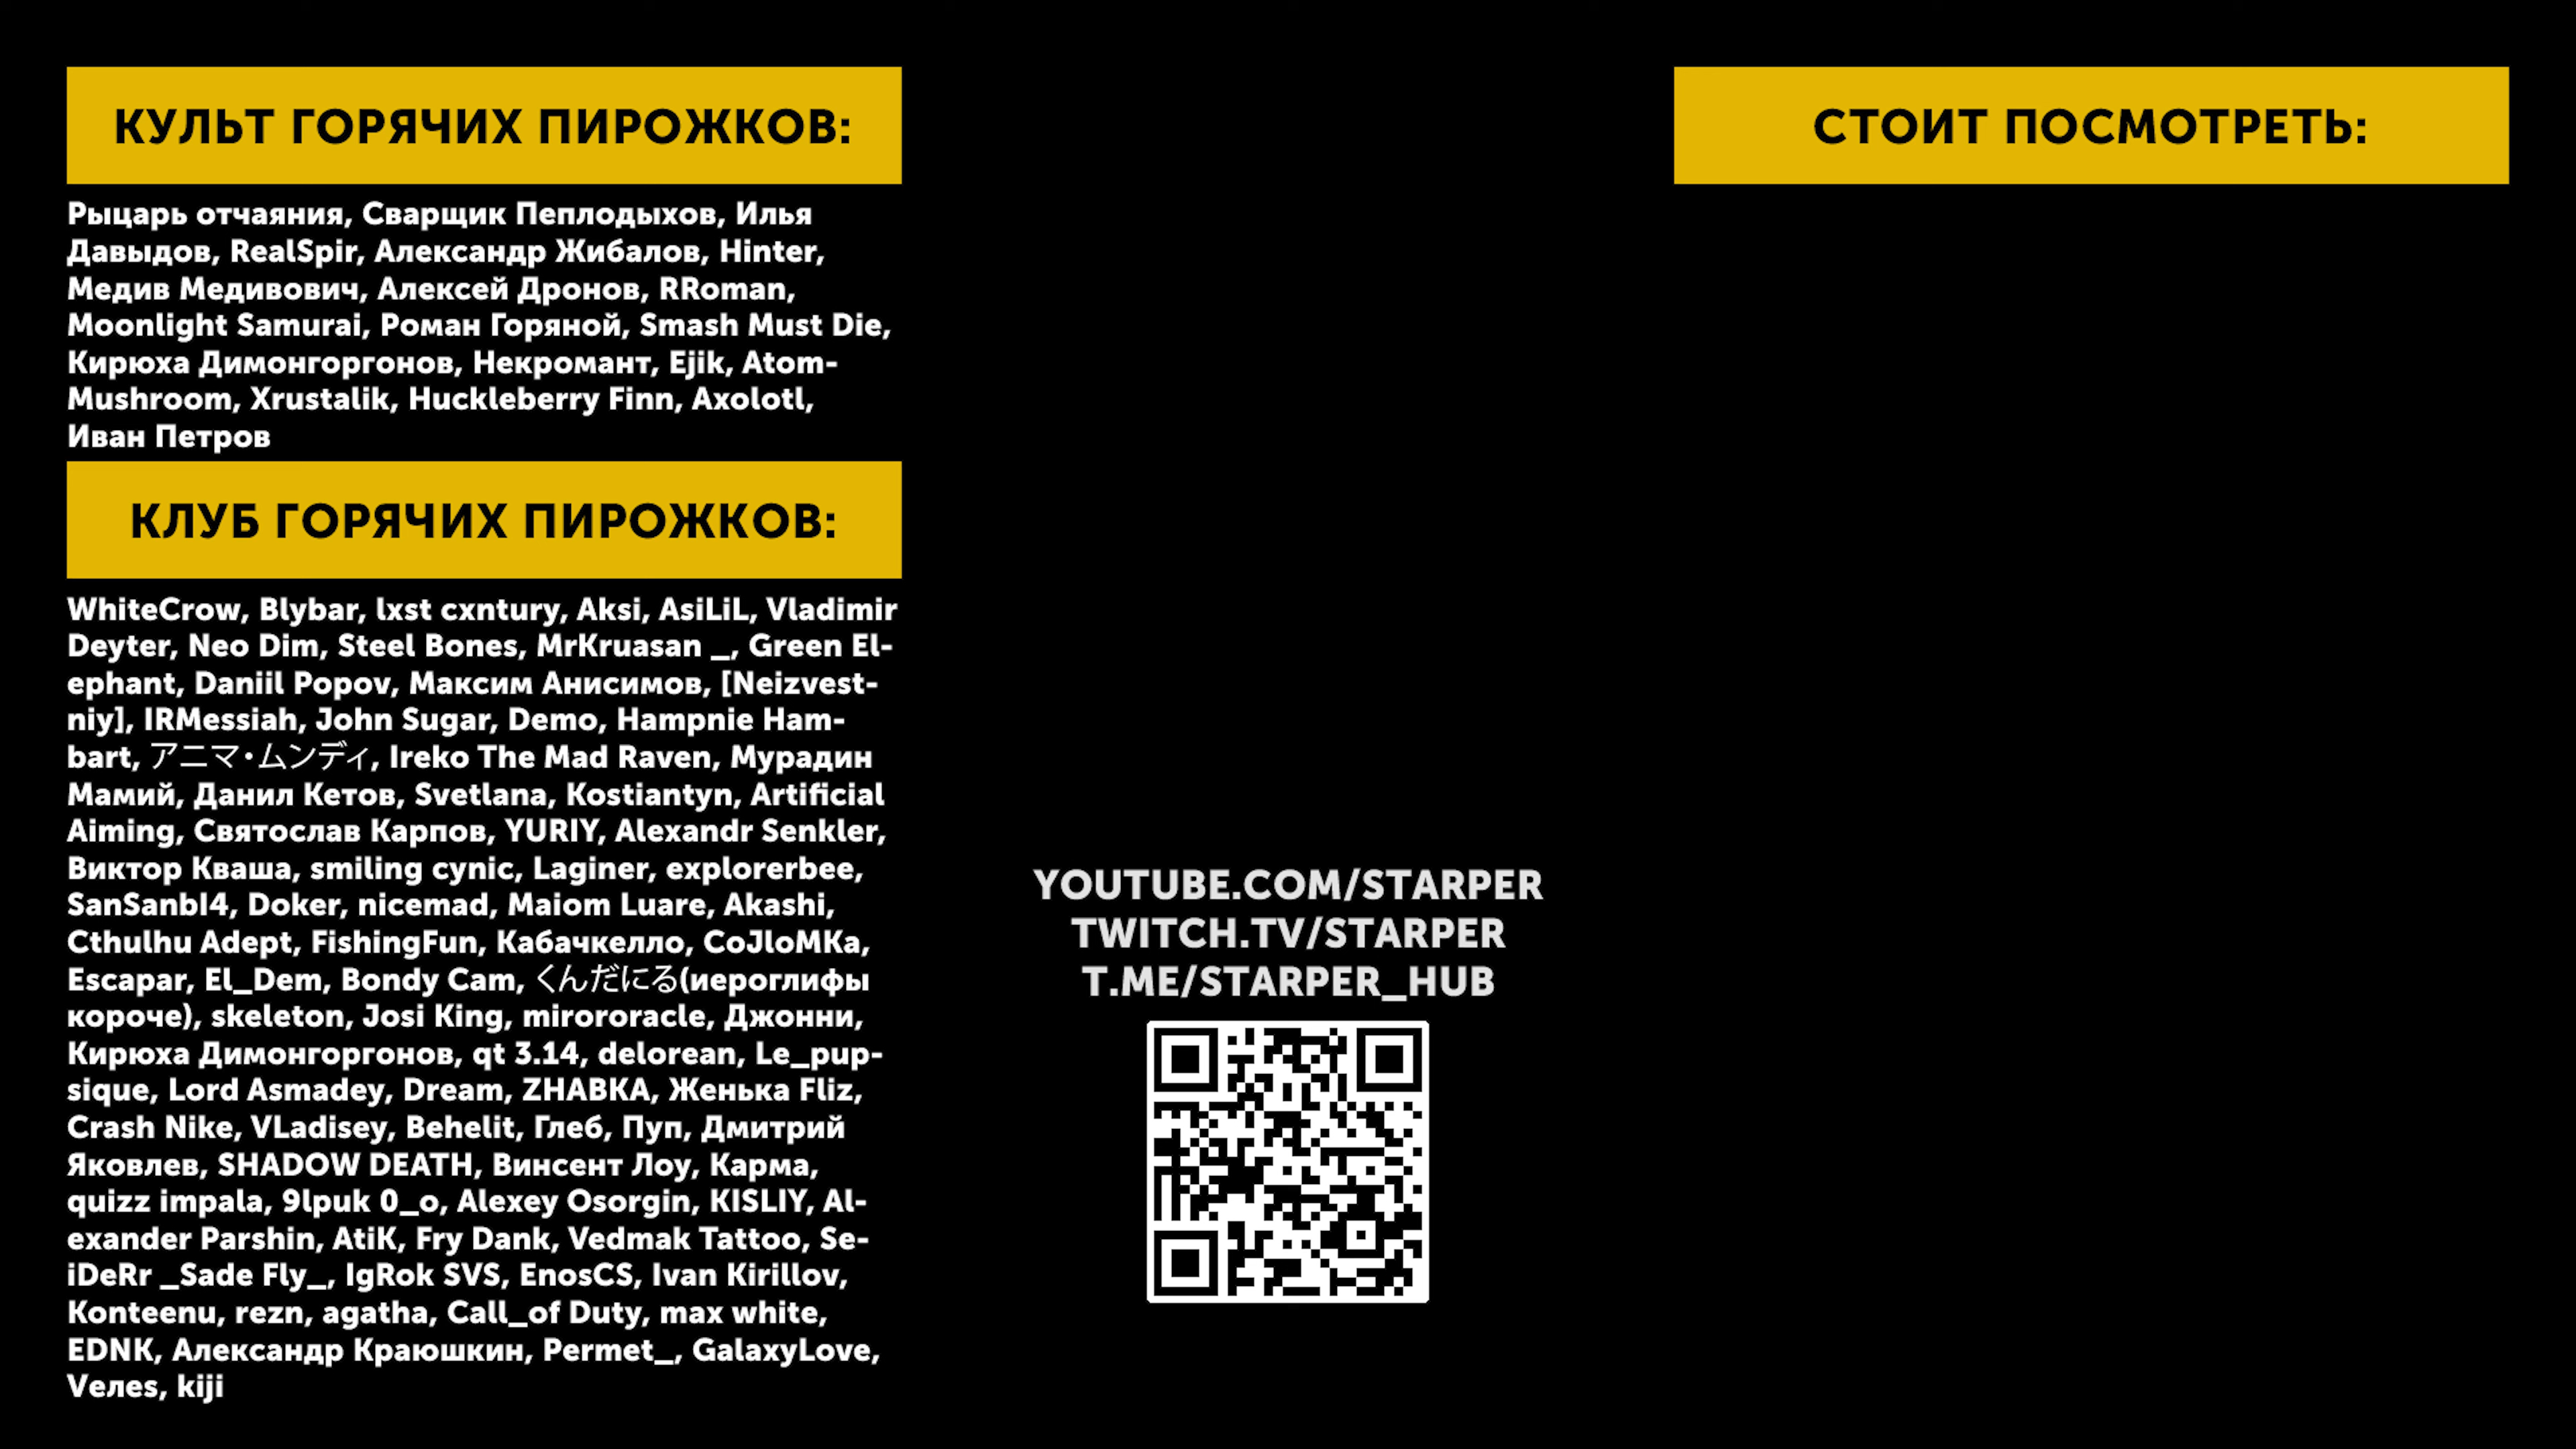 КУЛЬТ ГОРЯЧИХ ПИРОЖКОВ:
Рыцарь отчаяния, Сварщик Пеплодыхов, Илья
Давыдов, RealSpir, Александр Жибалов, Hinter,
Медив Медивович, Алексей Дронов, RRoman,
Moonlight Samurai, Роман Горяной, Smash Must Die,
Кирюха Димонгоргонов, Некромант, Ejik, Atom-
Mushroom, Xrustalik, Huckleberry Finn, Axolotl,
Иван Петров
КЛУБ ГОРЯЧИХ ПИРОЖКОВ:
WhiteCrow, Blybar, lxst cxntury, Aksi, AsiLiL, Vladimir
Deyter, Neo Dim, Steel Bones, MrKruasan _, Green El-
ephant, Daniil Popov, Максим Анисимов, [Neizvest-
niy], IRMessiah, John Sugar, Demo, Hampnie Ham-
bart, アニマ・ムンディ, Ireko The Mad Raven, Мурадин
Мамий, Данил Кетов, Svetlana, Kostiantyn, Artificial
Aiming, Святослав Карпов, YURIY, Alexandr Senkler,
Виктор Кваша, smiling cynic, Laginer, explorerbee,
SanSanbI4, Doker, nicemad, Maiom Luare, Akashi,
Cthulhu Adept, FishingFun, Кабачкелло, CoJloMKa,
Escapar, El_Dem, Bondy Cam, くんだにる(иероглифы
короче), skeleton, Josi King, mirororacle, Джонни,
Кирюха Димонгоргонов, qt 3.14, delorean, Le_pup-
sique, Lord Asmadey, Dream, ZHABKA, Женька Fliz,
Crash Nike, VLadisey, Behelit, Глеб, Пуп, Дмитрий
Яковлев, SHADOW DEATH, Винсент Лоу, Карма,
quizz impala, 9lpuk 0_o, Alexey Osorgin, KISLIY, Al-
exander Parshin, AtiK, Fry Dank, Vedmak Tattoo, Se-
iDeRr _Sade Fly_, IgRok SVS, EnosCS, Ivan Kirillov,
Konteenu, rezn, agatha, Call_of Duty, max white,
EDNK, Александр Краюшкин, Permet_, GalaxyLove,
Vелес, kiji
YOUTUBE.COM/STARPER
TWITCH.TV/STARPER
T.ME/STARPER_HUB
СТОИТ ПОСМОТРЕТЬ: